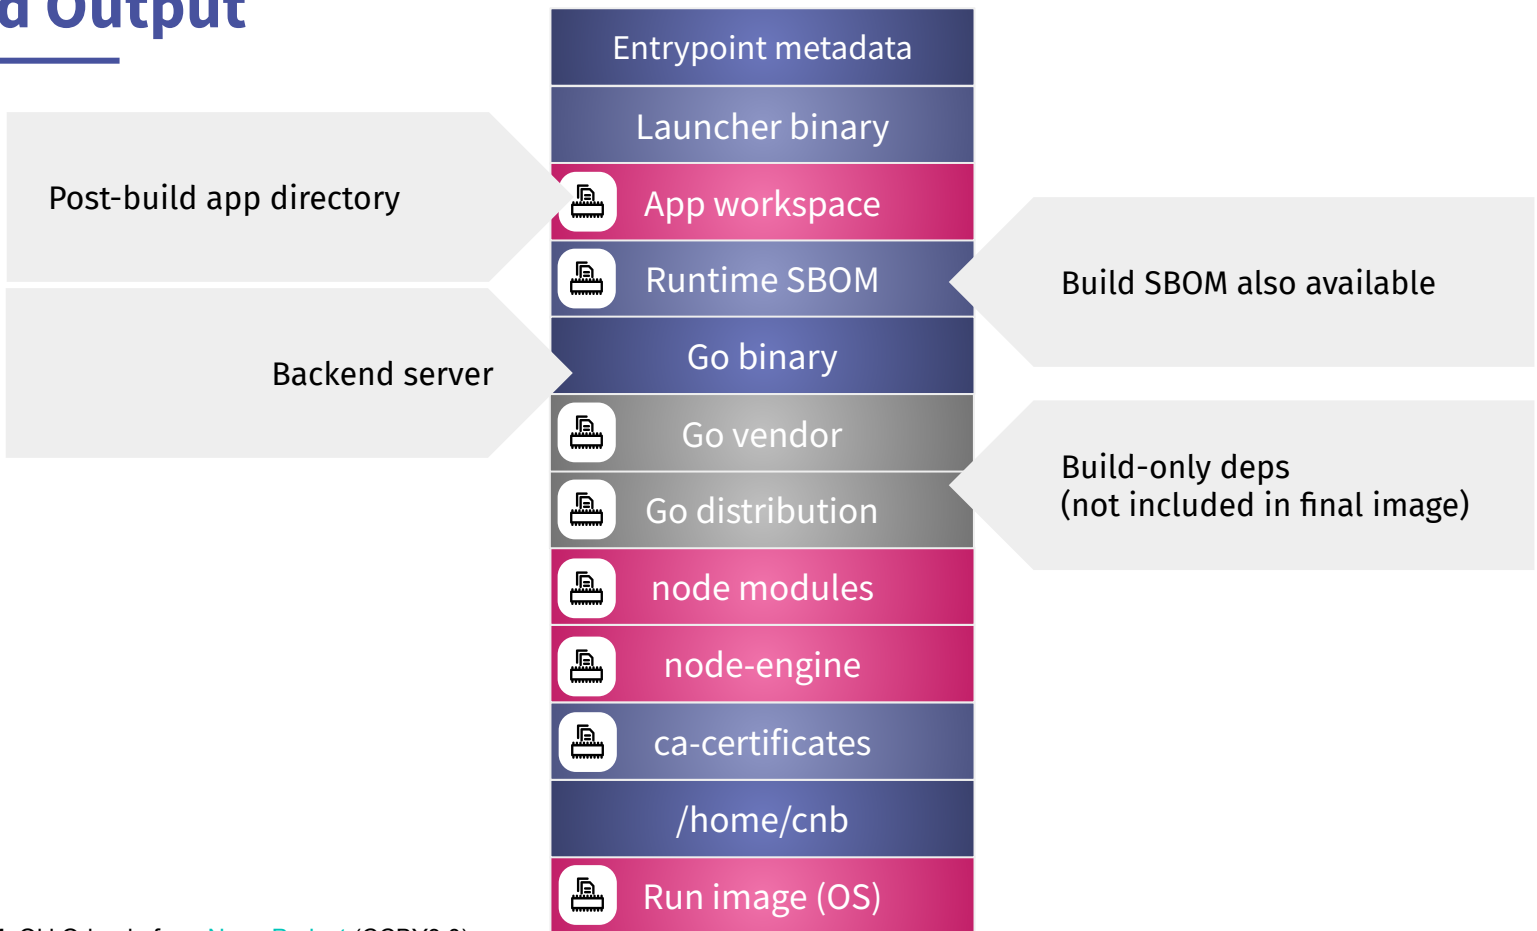 d Output
Entrypoint metadata
Launcher binary
Post-build app directory
App workspace
Runtime SBOM
Build SBOM also available
Go binary
Backend server
Go vendor
Build-only deps
(not included in final image)
Go distribution
node modules
node-engine
ca-certificates
/home/cnb
Run image (OS)